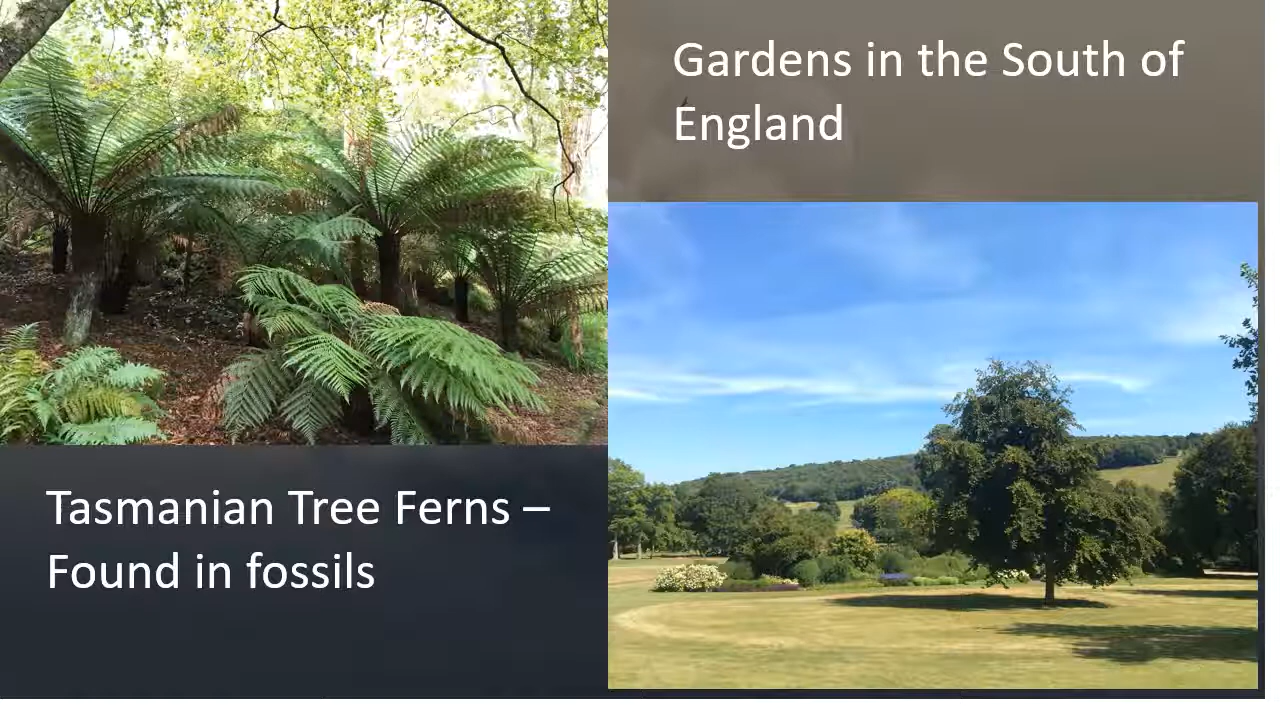 Gardens in the South of
England
Tasmanian Tree Ferns –
Found in fossils